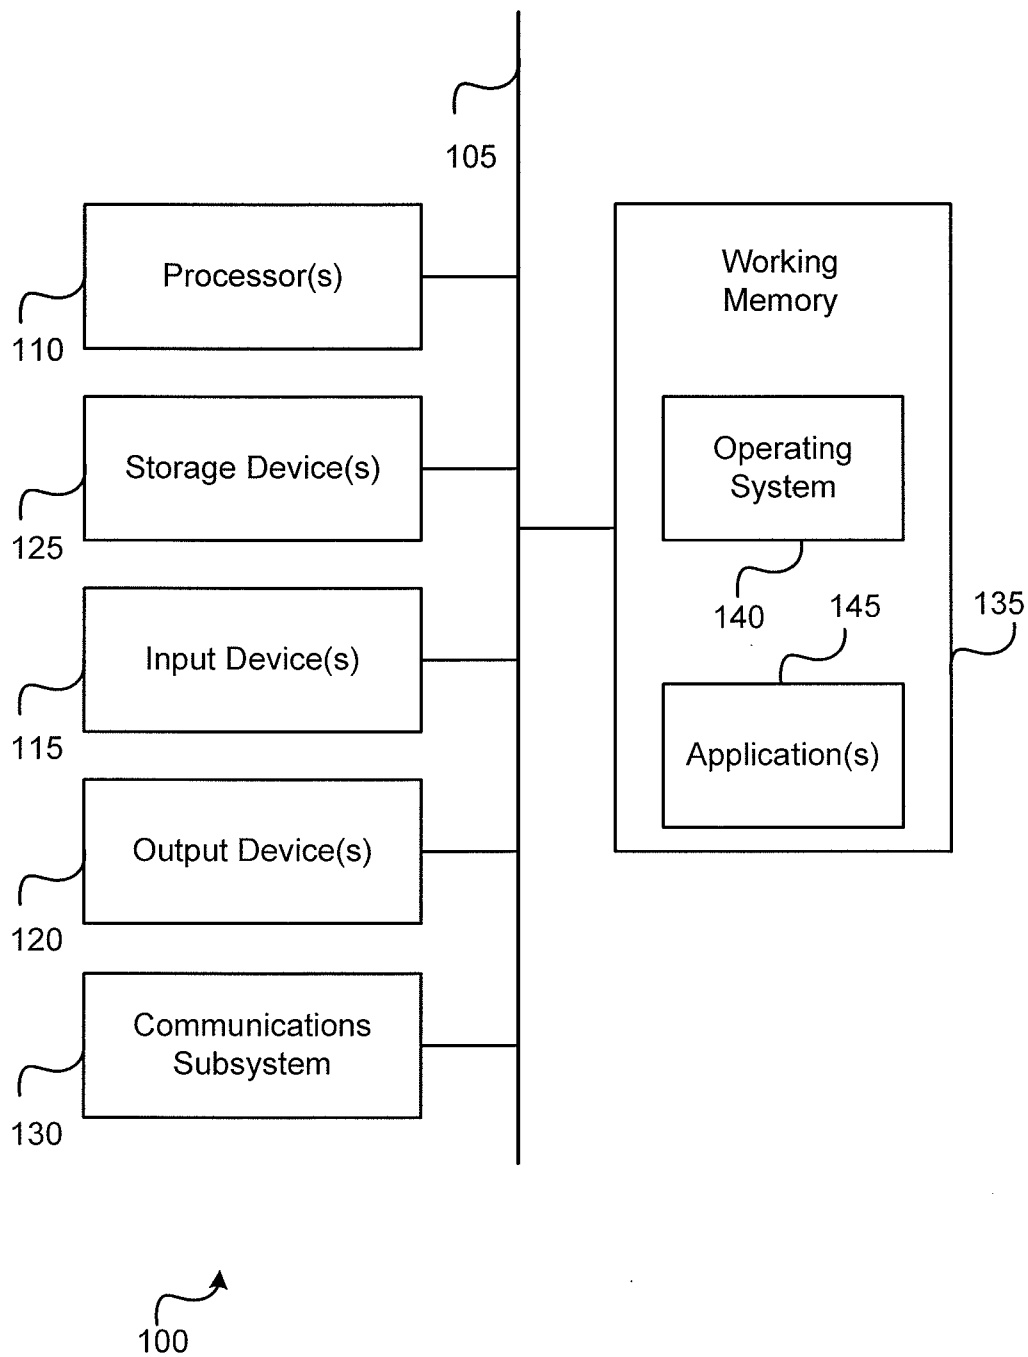 105
Processor(s)
110
Storage Device(s)
125
Input Device(s)
115
Output Device(s)
120
Communications
Subsystem
130
Working
Memory
Operating
System
140
145
135
Application(s)
100